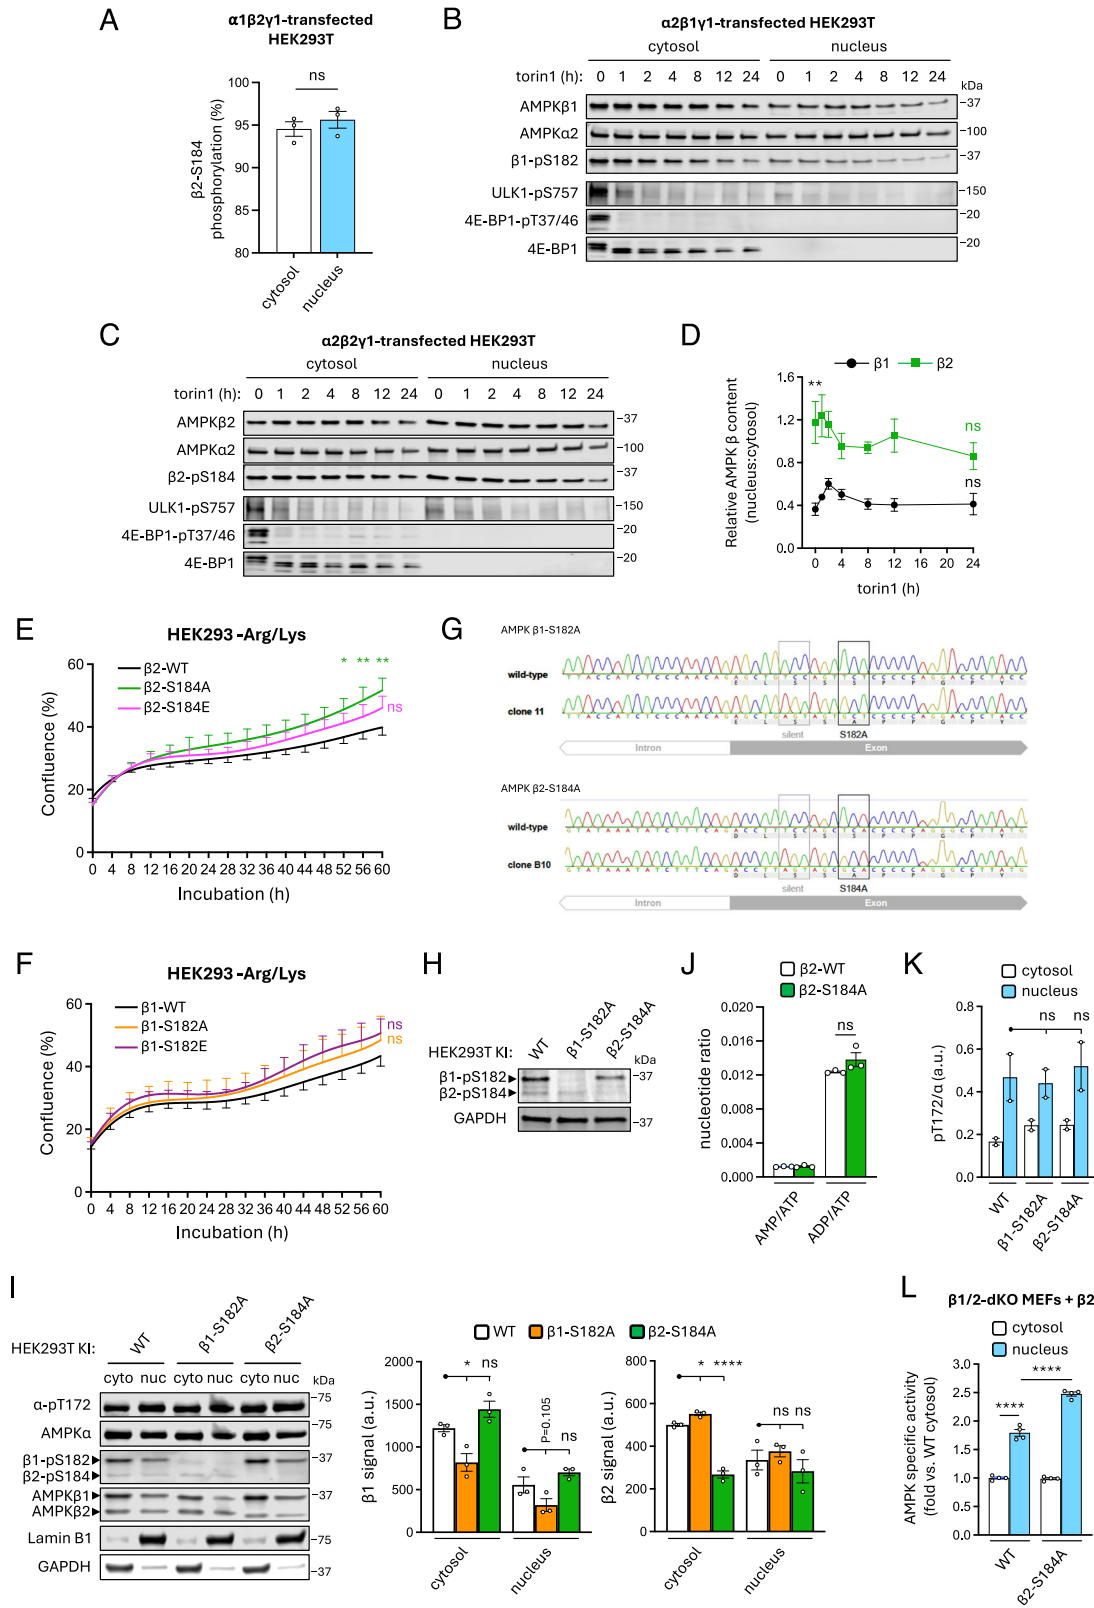 A
α1β2γ1-transfected
HEK293T
ns
β2-S184
phosphorylation (%)
100
95
90
85
80
cytosol
nucleus
B
α2β1γ1-transfected HEK293T
cytosol nucleus
torin1 (h): 0 1 2 4 8 12 24 0 1 2 4 8 12 24 kDa
AMPKβ1 -37
AMPKα2 -100
β1-pS182 -37
ULK1-pS757 -150
4E-BP1-pT37/46 -20
4E-BP1 -20
C
α2β2γ1-transfected HEK293T
cytosol nucleus
torin1 (h): 0 1 2 4 8 12 24 0 1 2 4 8 12 24
AMPKβ2 -37
AMPKα2 -100
β2-pS184 -37
ULK1-pS757 -150
4E-BP1-pT37/46 -20
4E-BP1 -20
D
β1 β2
Relative AMPK β content
(nucleus:cytosol)
1.6
1.2
0.8
0.4
0.0
**
ns
ns
0 4 8 12 16 20 24
torin1 (h)
E
HEK293 -Arg/Lys
β2-WT
β2-S184A
β2-S184E
* ** **
ns
Confluence (%)
60
40
20
0
0 4 8 12 16 20 24 28 32 36 40 44 48 52 56 60
Incubation (h)
F
HEK293 -Arg/Lys
β1-WT
β1-S182A
β1-S182E
ns
ns
Confluence (%)
60
40
20
0
0 4 8 12 16 20 24 28 32 36 40 44 48 52 56 60
Incubation (h)
G
AMPK β1-S182A
wild-type
T T A C C A T C T C C C A A C A G A G C T G T C C A G T T C C C C C C C A G G A C C C T A C C
E L S S S P P G P Y
clone 11
silent S182A
Intron Exon
AMPK β2-S184A
wild-type
D L S S S P P G P Y
clone B10
D L S S A P P G P Y
silent S184A
Intron Exon
H
HEK293T KI:
WT
β1-S182A
β2-S184A
kDa
β1-pS182 -37
β2-pS184
GAPDH -37
J
β2-WT
β2-S184A
nucleotide ratio
0.020
0.016
0.012
0.008
0.004
0.000
ns
AMP/ATP
ADP/ATP
K
cytosol
nucleus
pT172/α (a.u.)
0.8
0.6
0.4
0.2
0.0
ns ns
WT
β1-S182A
β2-S184A
I
HEK293T KI:
WT
β1-S182A
β2-S184A
cyto nuc cyto nuc cyto nuc kDa
α-pT172 -75
AMPKα -75
β1-pS182 -37
β2-pS184
AMPKβ1 -37
AMPKβ2
Lamin B1 -75
GAPDH -37
WT β1-S182A β2-S184A
β1 signal (a.u.)
2000
1500
1000
500
0
* ns
P=0.105
ns
cytosol
nucleus
β2 signal (a.u.)
800
600
400
200
0
* ****
ns ns
cytosol
nucleus
L
β1/2-dKO MEFs + β2
cytosol
nucleus
AMPK specific activity
(fold vs. WT cytosol)
3.0
2.5
2.0
1.5
1.0
0.5
0.0
****
****
WT
β2-S184A